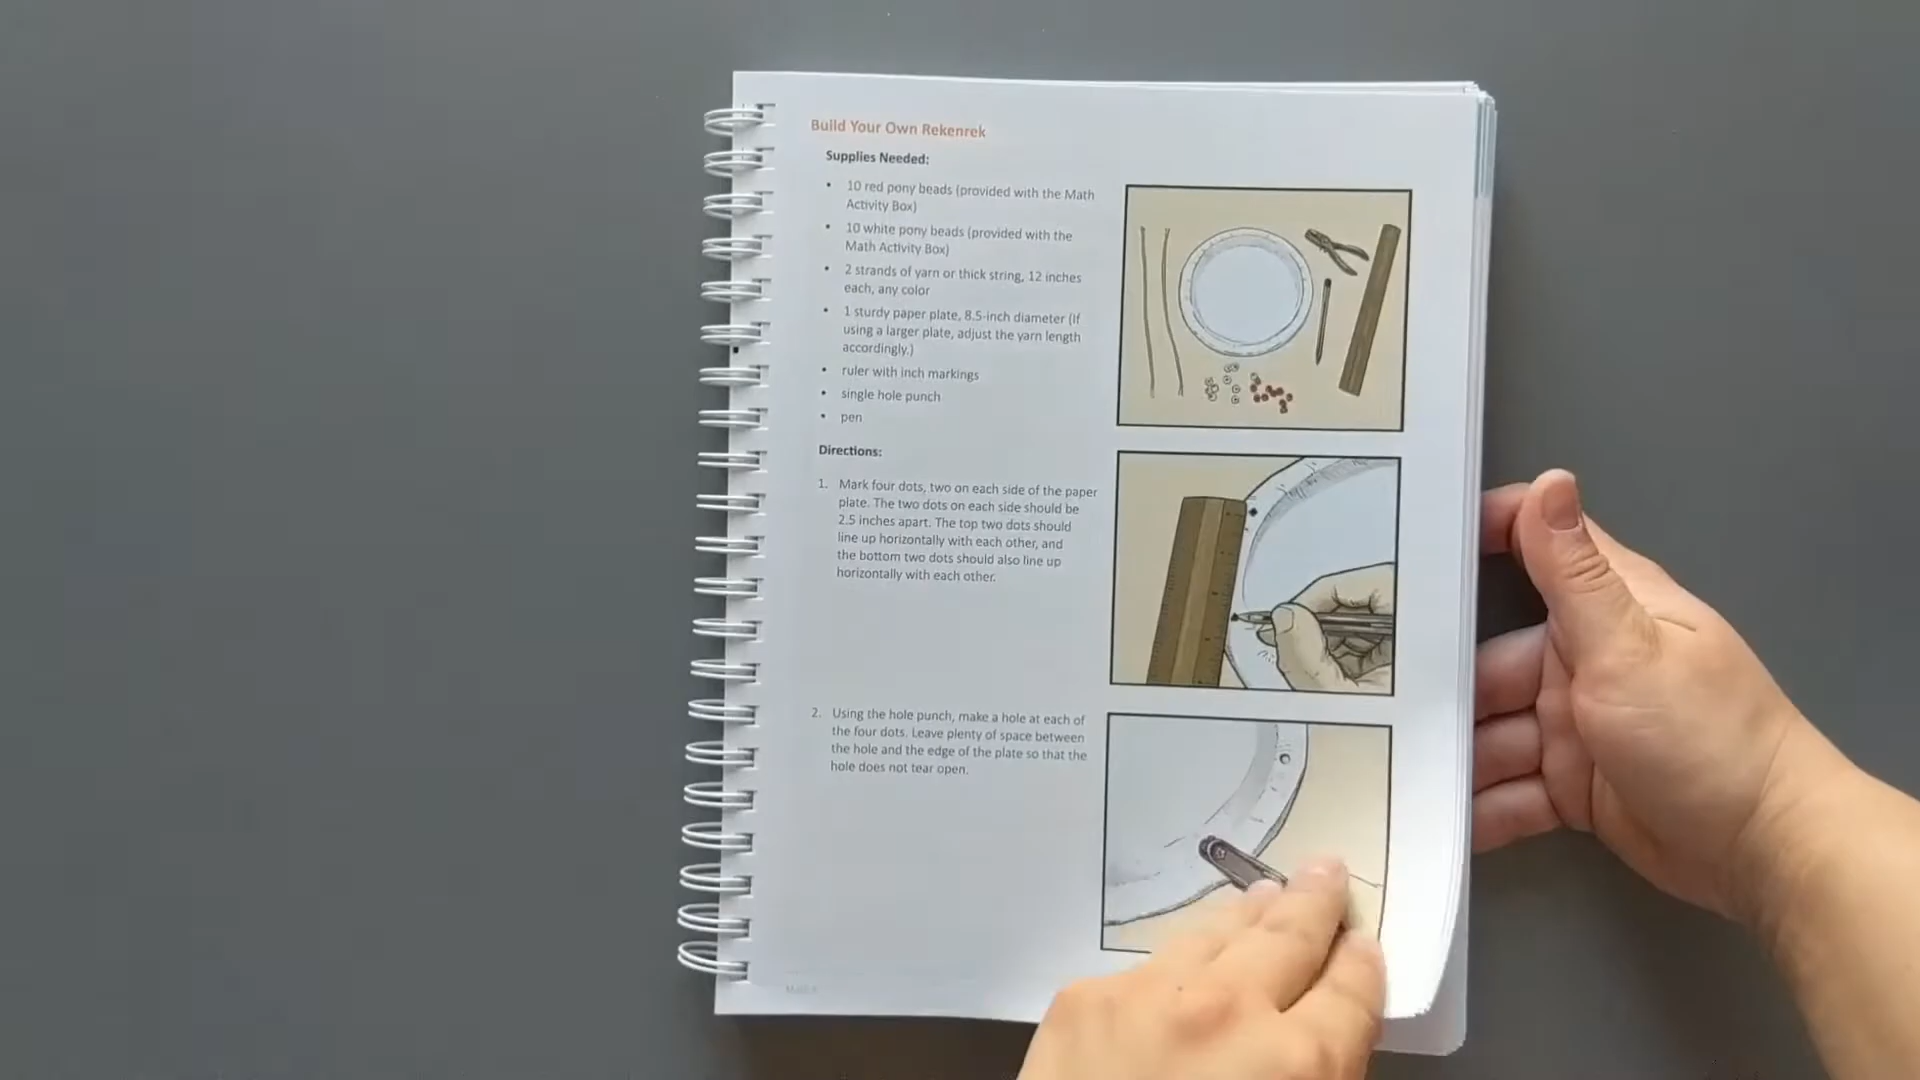 Build Your Own Rekenrek
Supplies Needed:
• 10 red pony beads (provided with the Math
Activity Box)
• 10 white pony beads (provided with the
Math Activity Box)
• 2 strands of yarn or thick string, 12 inches
each, any color
• 1 sturdy paper plate, 8.5-inch diameter (If
using a larger plate, adjust the yarn length
accordingly.)
• ruler with inch markings
• single hole punch
• pen
Directions:
1. Mark four dots, two on each side of the paper
plate. The two dots on each side should be
2.5 inches apart. The top two dots should
line up horizontally with each other, and
the bottom two dots should also line up
horizontally with each other.
2. Using the hole punch, make a hole at each of
the four dots. Leave plenty of space between
the hole and the edge of the plate so that the
hole does not tear open.